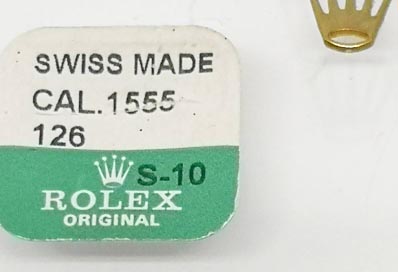 SWISS MADE
CAL.1555
126
S-10
ROLEX
ORIGINAL